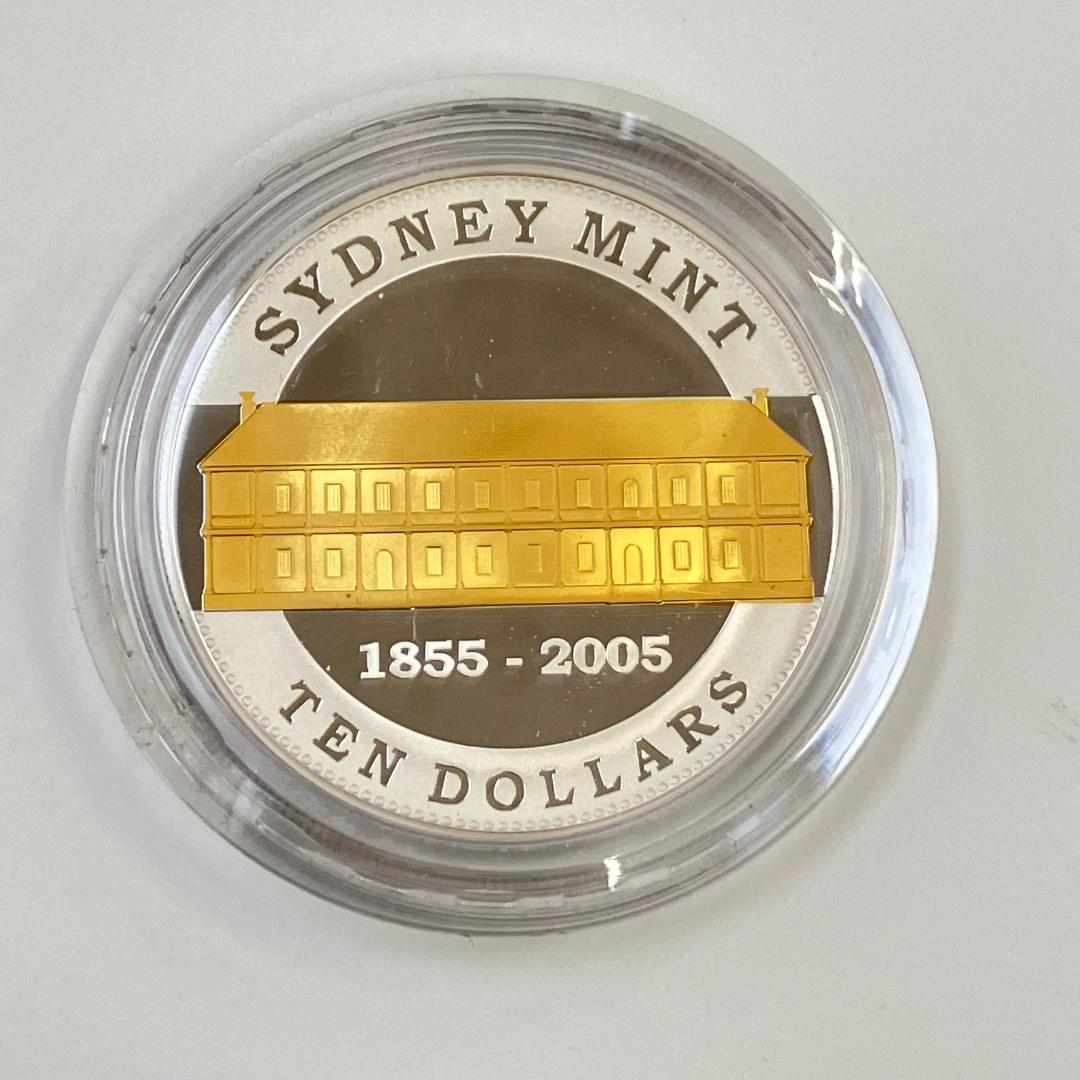 SYDNEY MINT
1855 - 2005
TEN DOLLARS